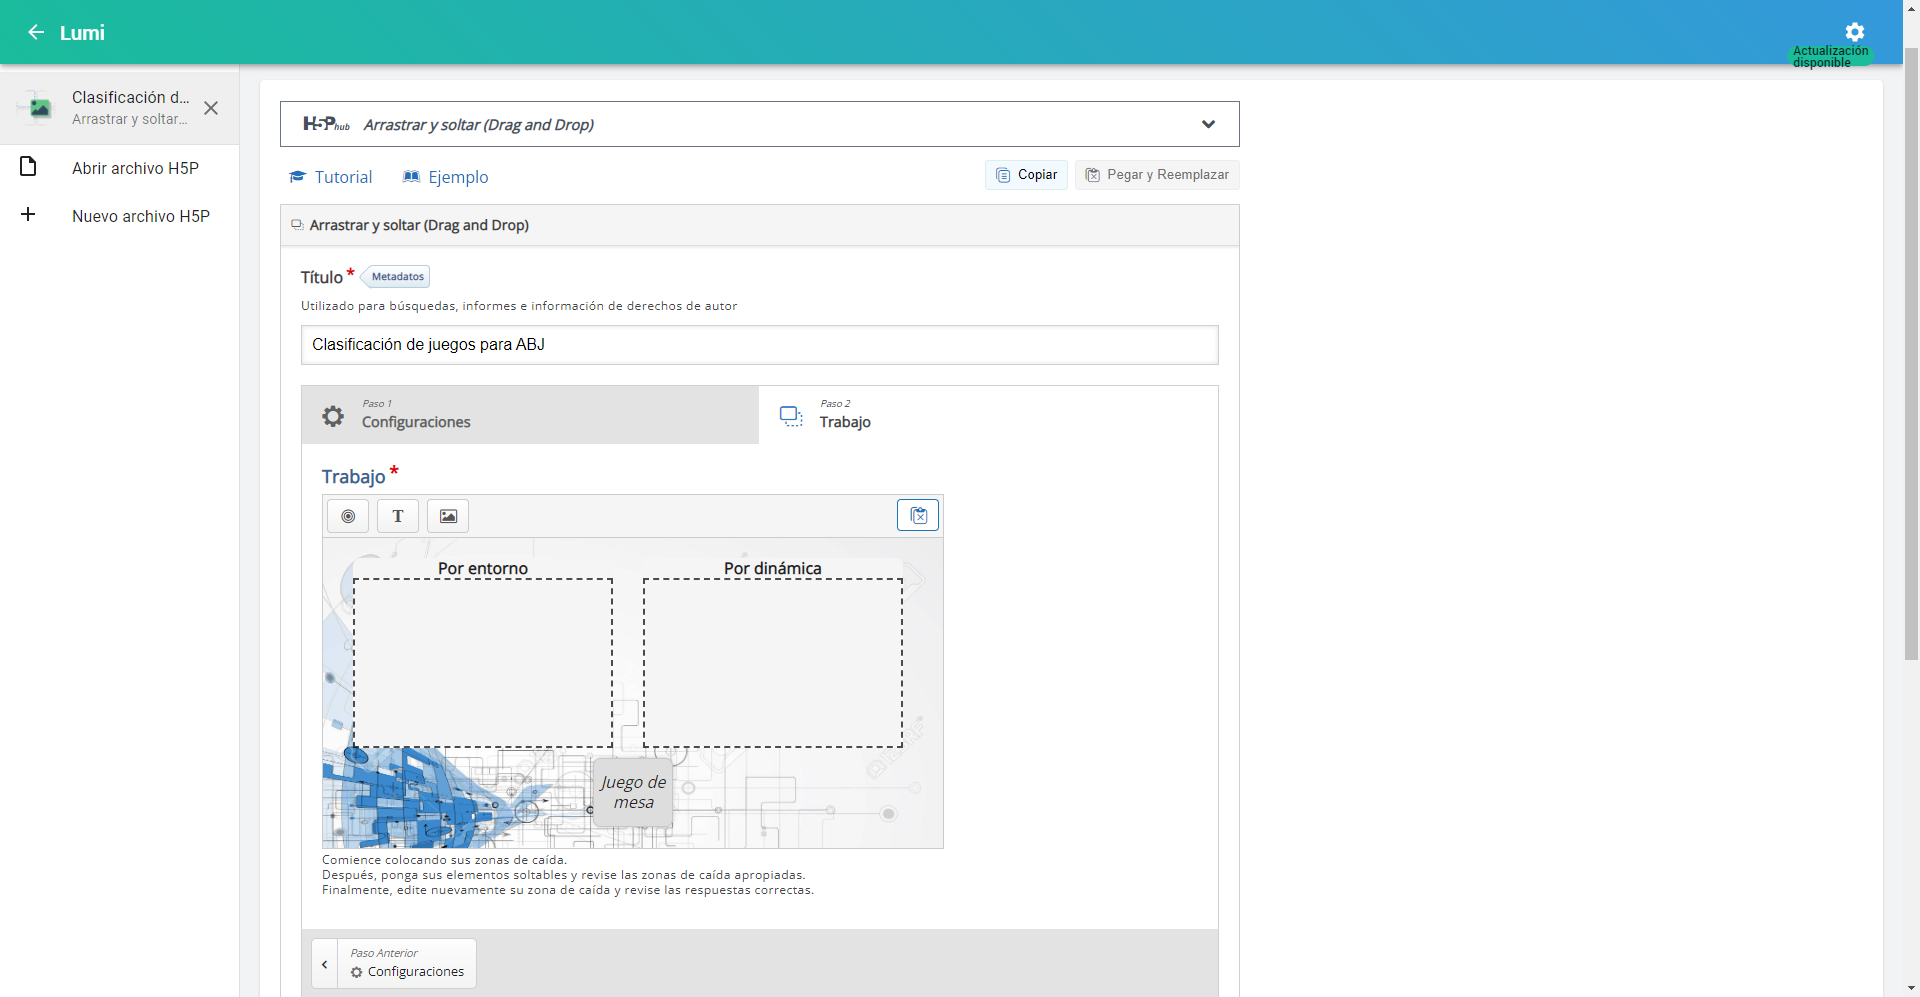 Lumi
Actualización
disponible
Clasificación d...
Arrastrar y soltar...
Abrir archivo H5P
Nuevo archivo H5P
H5Phub Arrastrar y soltar (Drag and Drop)
Tutorial Ejemplo Copiar Pegar y Reemplazar
Arrastrar y soltar (Drag and Drop)
Título * Metadatos
Utilizado para búsquedas, informes e información de derechos de autor
Clasificación de juegos para ABJ
Paso 1
Configuraciones
Paso 2
Trabajo
Trabajo *
T
Por entorno
Por dinámica
Juego de
mesa
Comience colocando sus zonas de caída.
Después, ponga sus elementos soltables y revise las zonas de caída apropiadas.
Finalmente, edite nuevamente su zona de caída y revise las respuestas correctas.
Paso Anterior
Configuraciones